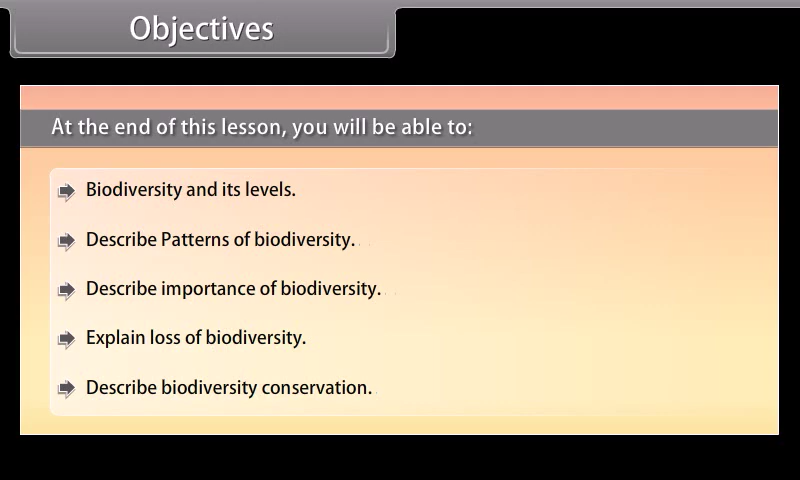 Objectives
At the end of this lesson, you will be able to:
Biodiversity and its levels.
Describe Patterns of biodiversity.
Describe importance of biodiversity.
Explain loss of biodiversity.
Describe biodiversity conservation.